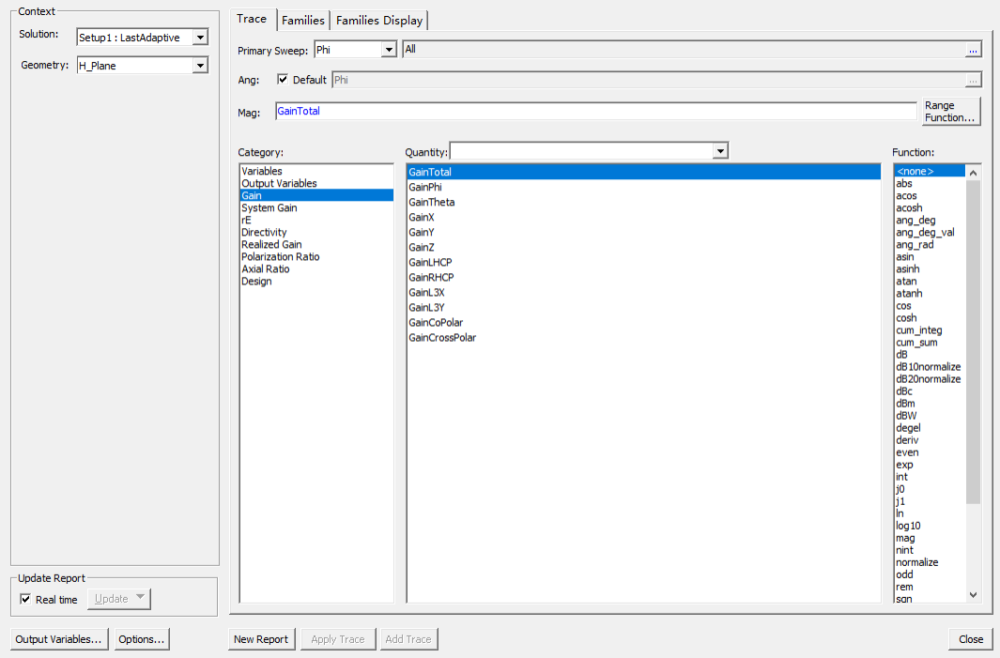 Context
Solution: Setup1 : LastAdaptive
Geometry: H_Plane
Update Report
Real time Update
Output Variables... Options...
Trace Families Families Display
Primary Sweep: Phi All ...
Ang: Default Phi ...
Mag: GainTotal Range Function...
Category:
Variables
Output Variables
Gain
System Gain
rE
Directivity
Realized Gain
Polarization Ratio
Axial Ratio
Design
Quantity:
GainTotal
GainPhi
GainTheta
GainX
GainY
GainZ
GainLHCP
GainRHCP
GainL3X
GainL3Y
GainCoPolar
GainCrossPolar
Function:
<none>
abs
acos
acosh
ang_deg
ang_deg_val
ang_rad
asin
asinh
atan
atanh
cos
cosh
cum_integ
cum_sum
dB
dB10normalize
dB20normalize
dBc
dBm
dBW
degel
deriv
even
exp
int
j0
j1
ln
log10
mag
nint
normalize
odd
rem
sgn
New Report Apply Trace Add Trace Close